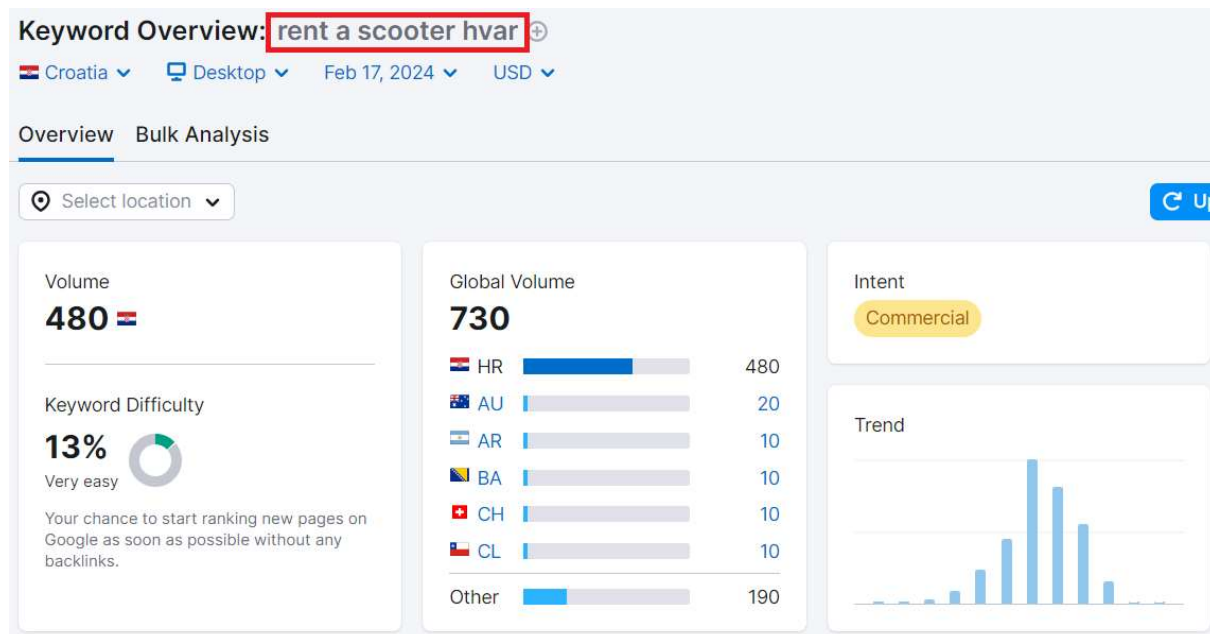 Keyword Overview: rent a scooter hvar
Croatia Desktop Feb 17, 2024 USD
Overview Bulk Analysis
Select location
Up
Volume
480
Keyword Difficulty
13%
Very easy
Your chance to start ranking new pages on
Google as soon as possible without any
backlinks.
Global Volume
730
HR 480
AU 20
AR 10
BA 10
CH 10
CL 10
Other 190
Intent
Commercial
Trend